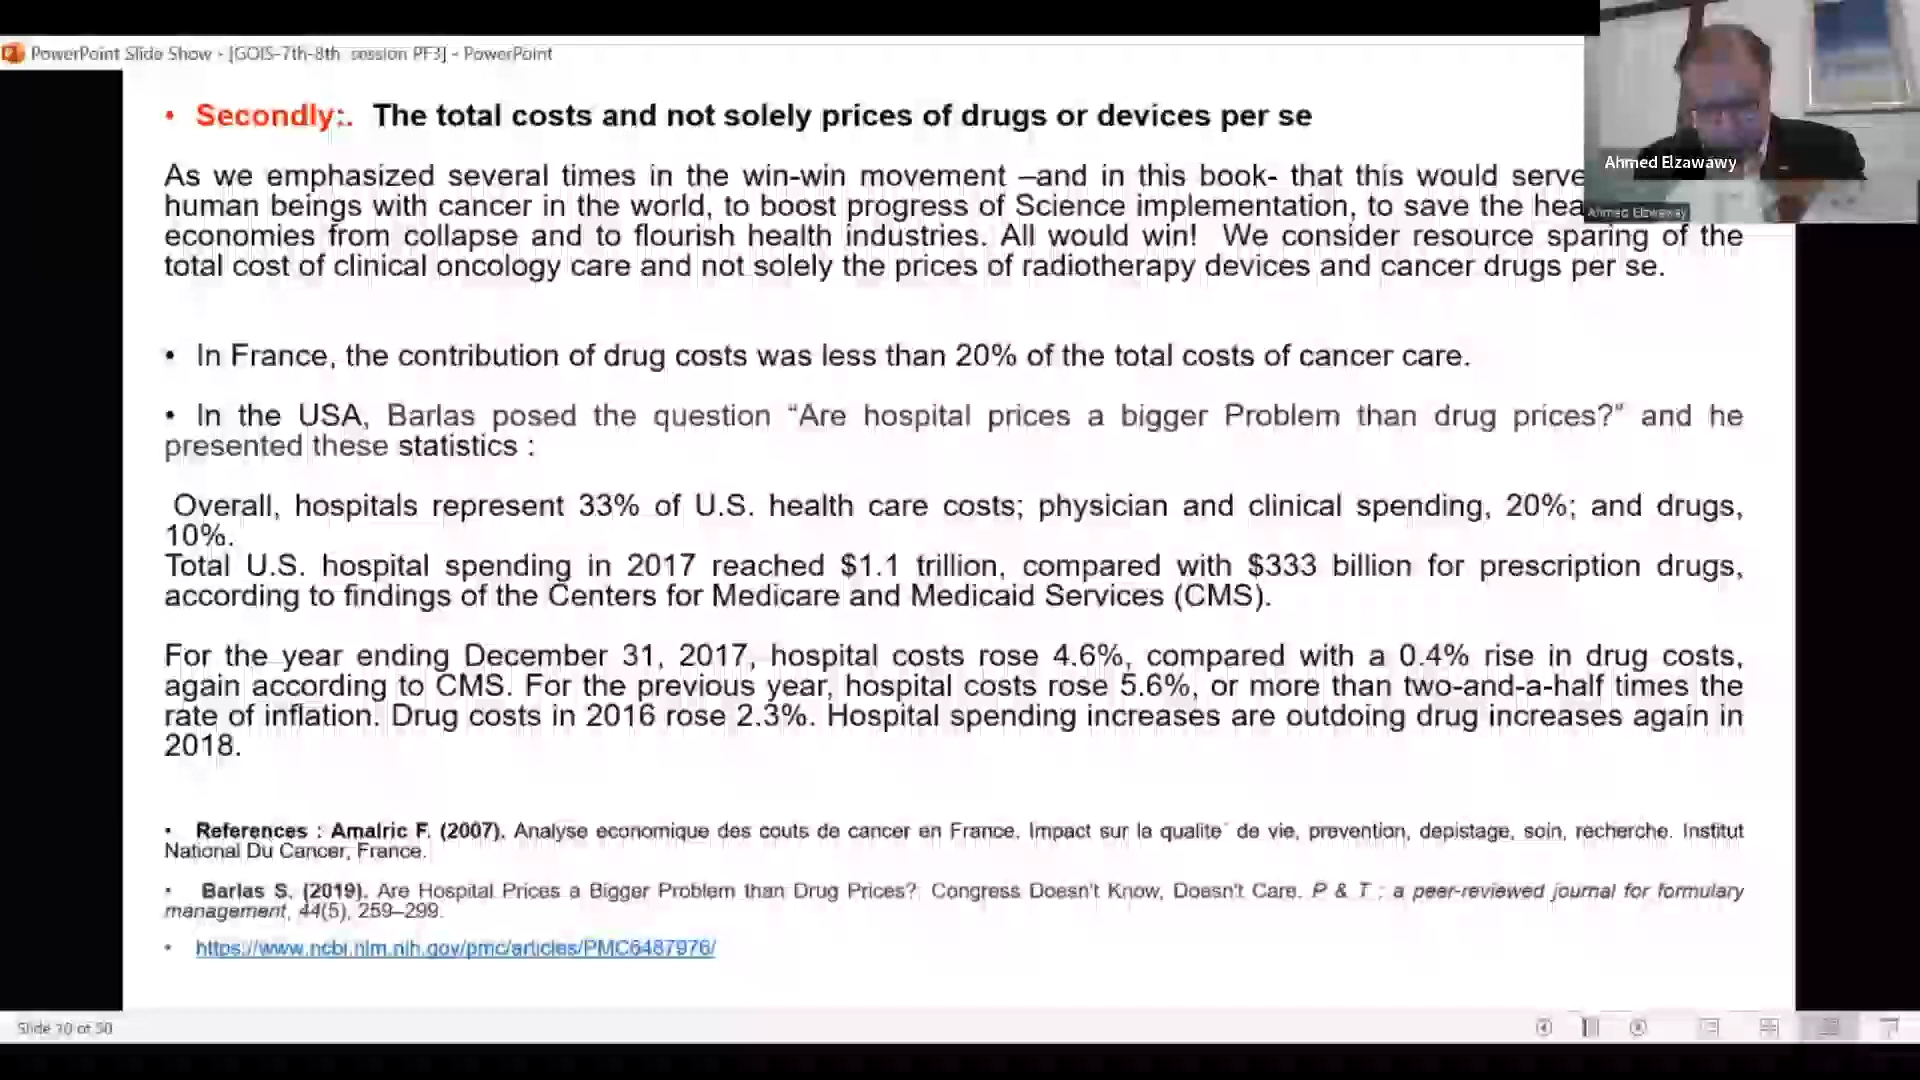 PowerPoint Slide Show - [GOIS-7th-8th session PF3] - PowerPoint
• Secondly:. The total costs and not solely prices of drugs or devices per se
As we emphasized several times in the win-win movement –and in this book- that this would serve
human beings with cancer in the world, to boost progress of Science implementation, to save the hea
economies from collapse and to flourish health industries. All would win! We consider resource sparing of the
total cost of clinical oncology care and not solely the prices of radiotherapy devices and cancer drugs per se.
• In France, the contribution of drug costs was less than 20% of the total costs of cancer care.
• In the USA, Barlas posed the question “Are hospital prices a bigger Problem than drug prices?” and he
presented these statistics :
Overall, hospitals represent 33% of U.S. health care costs; physician and clinical spending, 20%; and drugs,
10%.
Total U.S. hospital spending in 2017 reached $1.1 trillion, compared with $333 billion for prescription drugs,
according to findings of the Centers for Medicare and Medicaid Services (CMS).
For the year ending December 31, 2017, hospital costs rose 4.6%, compared with a 0.4% rise in drug costs,
again according to CMS. For the previous year, hospital costs rose 5.6%, or more than two-and-a-half times the
rate of inflation. Drug costs in 2016 rose 2.3%. Hospital spending increases are outdoing drug increases again in
2018.
• References : Amalric F. (2007). Analyse economique des couts de cancer en France. Impact sur la qualite´ de vie, prevention, depistage, soin, recherche. Institut
National Du Cancer, France.
• Barlas S. (2019). Are Hospital Prices a Bigger Problem than Drug Prices? Congress Doesn't Know, Doesn't Care. P & T : a peer-reviewed journal for formulary
management, 44(5), 259–299.
• https://www.ncbi.nlm.nih.gov/pmc/articles/PMC6487976/
Ahmed Elzawawy
Ahmed Elzawawy
Slide 10 of 50